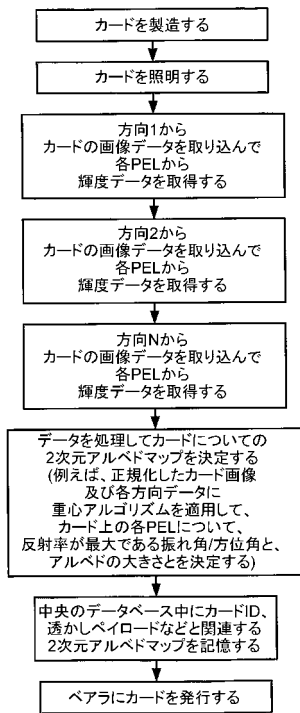 カードを製造する
カードを照明する
方向1から
カードの画像データを取り込んで
各PELから
輝度データを取得する
方向2から
カードの画像データを取り込んで
各PELから
輝度データを取得する
方向Nから
カードの画像データを取り込んで
各PELから
輝度データを取得する
データを処理してカードについての
2次元アルベドマップを決定する
(例えば、正規化したカード画像
及び各方向データに
重心アルゴリズムを適用して、
カード上の各PELについて、
反射率が最大である振れ角/方位角と、
アルベドの大きさとを決定する)
中央のデータベース中にカードID、
透かしペイロードなどと関連する
2次元アルベドマップを記憶する
ベアラにカードを発行する